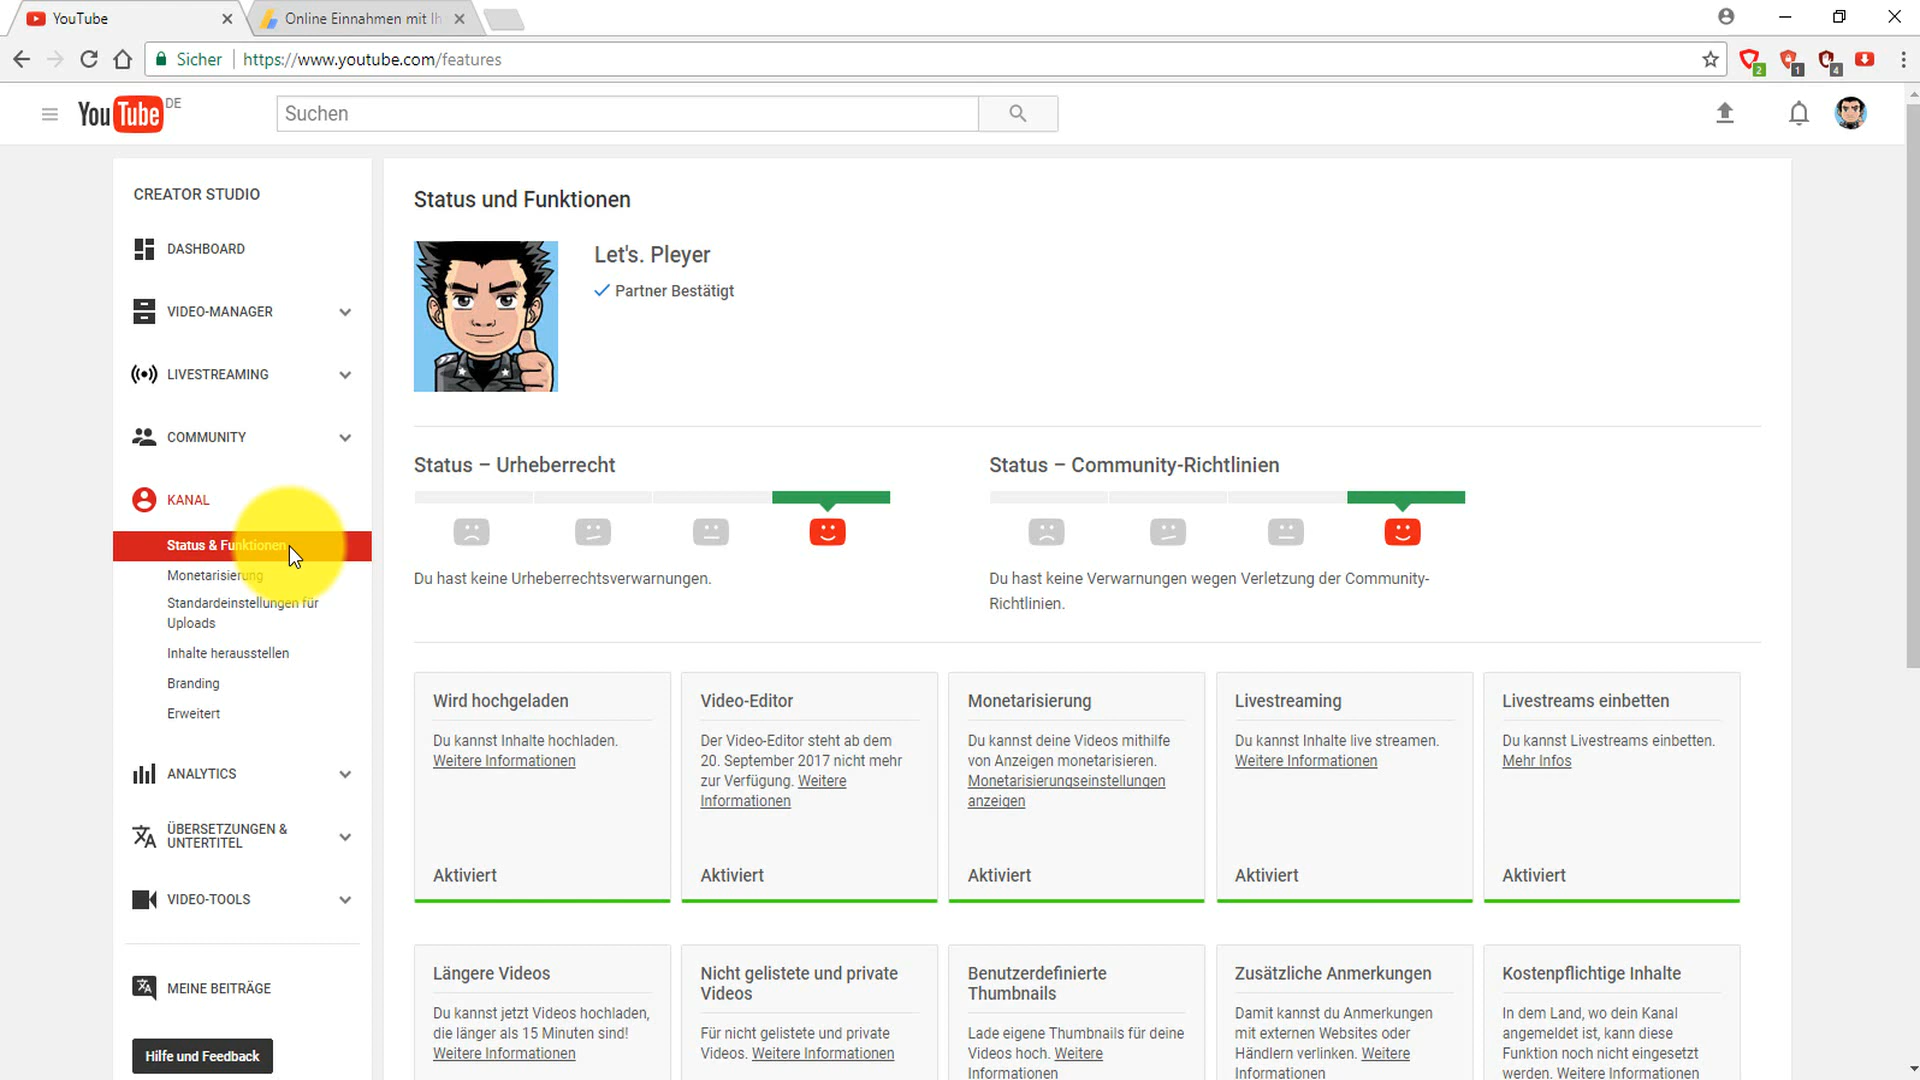 YouTube
Online Einnahmen mit Ih
Sicher
https://www.youtube.com/features
2
1
4
YouTube DE
Suchen
CREATOR STUDIO
DASHBOARD
VIDEO-MANAGER
LIVESTREAMING
COMMUNITY
KANAL
Status & Funktionen
Monetarisierung
Standardeinstellungen für
Uploads
Inhalte herausstellen
Branding
Erweitert
ANALYTICS
ÜBERSETZUNGEN &
UNTERTITEL
VIDEO-TOOLS
MEINE BEITRÄGE
Hilfe und Feedback
Status und Funktionen
Let's. Pleyer
Partner Bestätigt
Status – Urheberrecht
Du hast keine Urheberrechtsverwarnungen.
Status – Community-Richtlinien
Du hast keine Verwarnungen wegen Verletzung der Community-
Richtlinien.
Wird hochgeladen
Du kannst Inhalte hochladen.
Weitere Informationen
Aktiviert
Video-Editor
Der Video-Editor steht ab dem
20. September 2017 nicht mehr
zur Verfügung. Weitere
Informationen
Aktiviert
Monetarisierung
Du kannst deine Videos mithilfe
von Anzeigen monetarisieren.
Monetarisierungseinstellungen
anzeigen
Aktiviert
Livestreaming
Du kannst Inhalte live streamen.
Weitere Informationen
Aktiviert
Livestreams einbetten
Du kannst Livestreams einbetten.
Mehr Infos
Aktiviert
Längere Videos
Du kannst jetzt Videos hochladen,
die länger als 15 Minuten sind!
Weitere Informationen
Nicht gelistete und private
Videos
Für nicht gelistete und private
Videos. Weitere Informationen
Benutzerdefinierte
Thumbnails
Lade eigene Thumbnails für deine
Videos hoch. Weitere
Informationen
Zusätzliche Anmerkungen
Damit kannst du Anmerkungen
mit externen Websites oder
Händlern verlinken. Weitere
Informationen
Kostenpflichtige Inhalte
In dem Land, wo dein Kanal
angemeldet ist, kann diese
Funktion noch nicht eingesetzt
werden. Weitere Informationen